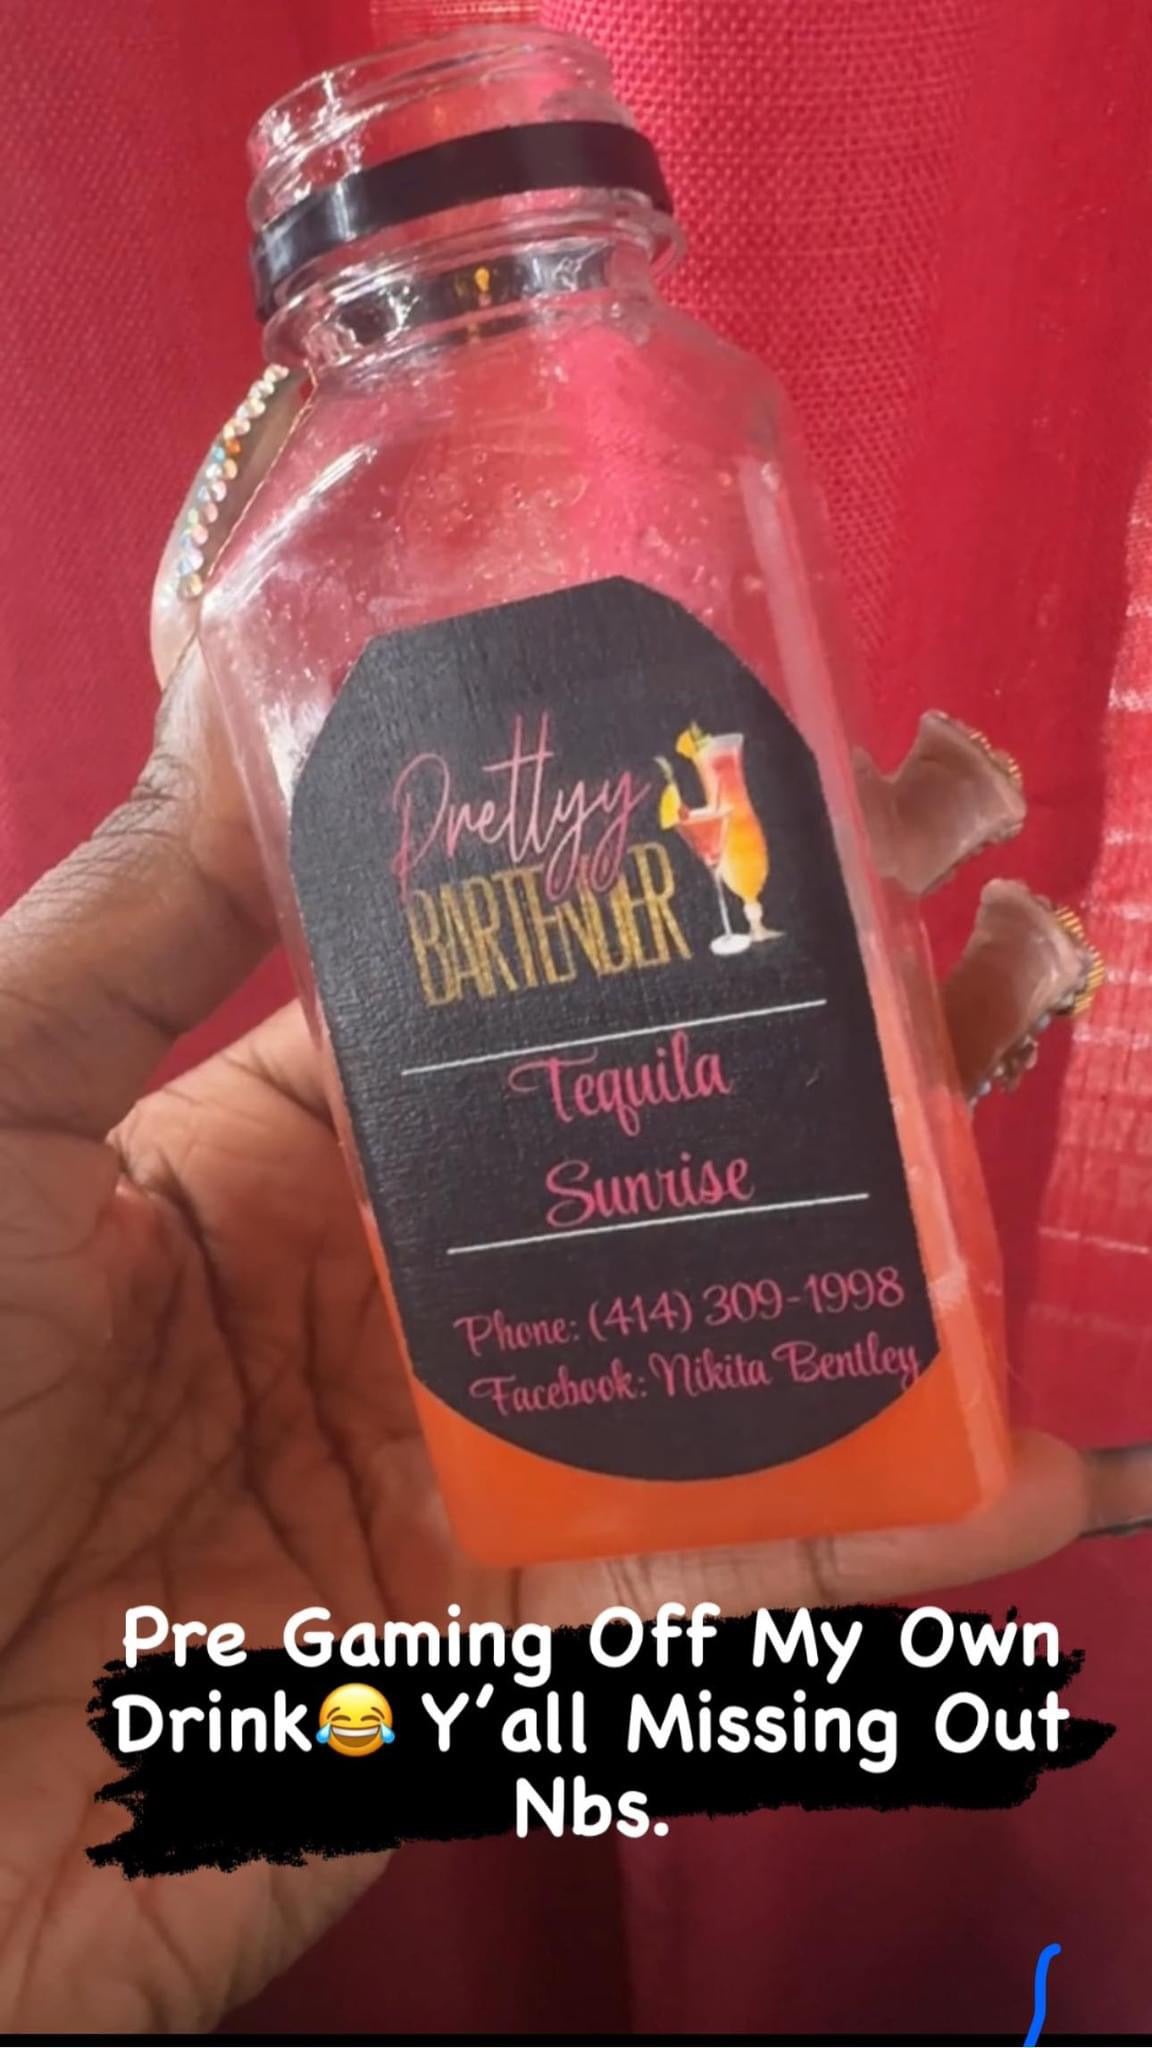 Prettyy
BARTENDER
Tequila
Sunrise
Phone: (414) 309-1998
Facebook: Nikita Bentley
Pre Gaming Off My Own
Drink😂 Y'all Missing Out
Nbs.